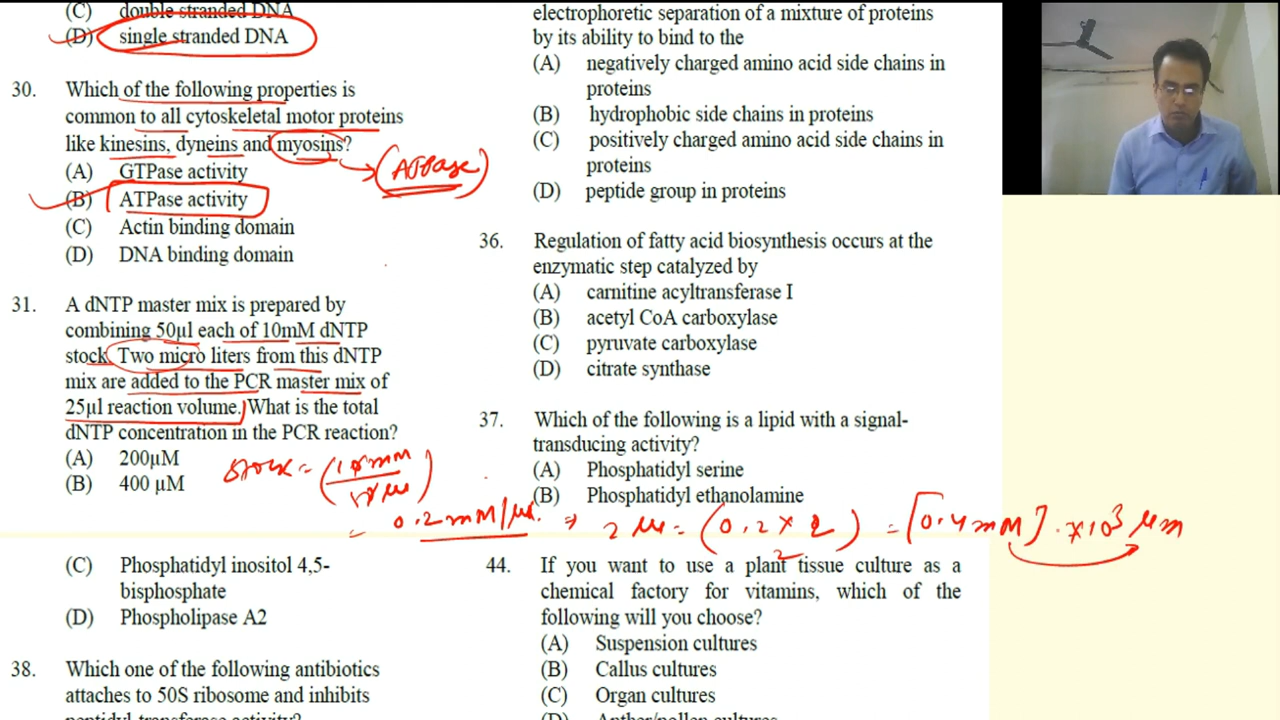 (C) double stranded DNA
(D) single stranded DNA
30. Which of the following properties is
common to all cytoskeletal motor proteins
like kinesins, dyneins and myosins?
(A) GTPase activity
(B) ATPase activity
(C) Actin binding domain
(D) DNA binding domain
(ATPase)
31. A dNTP master mix is prepared by
combining 50µl each of 10mM dNTP
stock. Two micro liters from this dNTP
mix are added to the PCR master mix of
25µl reaction volume. What is the total
dNTP concentration in the PCR reaction?
(A) 200µM
(B) 400 µM
stock =
= 0.2 mM/µl. ⇒ 2 µl = (0.2 × 2) = [0.4 mM] · × 10³ µm
2
electrophoretic separation of a mixture of proteins
by its ability to bind to the
(A) negatively charged amino acid side chains in
proteins
(B) hydrophobic side chains in proteins
(C) positively charged amino acid side chains in
proteins
(D) peptide group in proteins
36. Regulation of fatty acid biosynthesis occurs at the
enzymatic step catalyzed by
(A) carnitine acyltransferase I
(B) acetyl CoA carboxylase
(C) pyruvate carboxylase
(D) citrate synthase
37. Which of the following is a lipid with a signal-
transducing activity?
(A) Phosphatidyl serine
(B) Phosphatidyl ethanolamine
(C) Phosphatidyl inositol 4,5-
bisphosphate
(D) Phospholipase A2
38. Which one of the following antibiotics
attaches to 50S ribosome and inhibits
peptidyl transferase activity?
44. If you want to use a plant tissue culture as a
chemical factory for vitamins, which of the
following will you choose?
(A) Suspension cultures
(B) Callus cultures
(C) Organ cultures
(D) Anther/pollen cultures